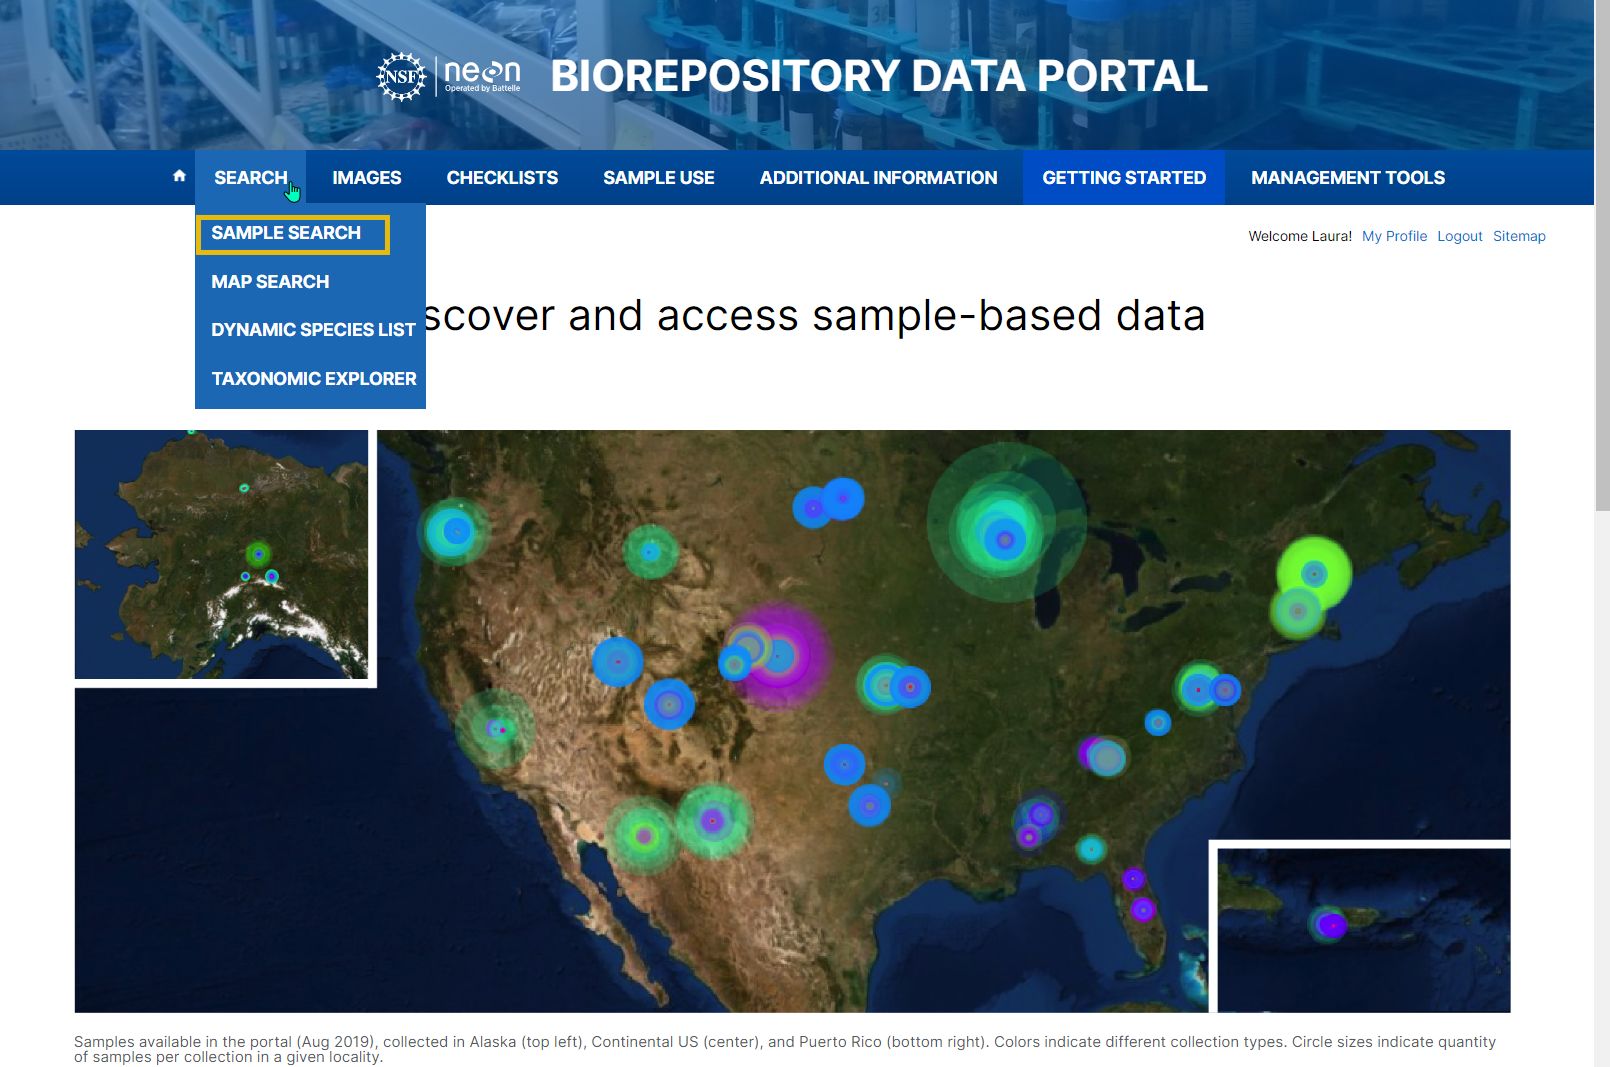 NSF
neon
Operated by Battelle
BIOREPOSITORY DATA PORTAL
SEARCH
IMAGES
CHECKLISTS
SAMPLE USE
ADDITIONAL INFORMATION
GETTING STARTED
MANAGEMENT TOOLS
SAMPLE SEARCH
MAP SEARCH
DYNAMIC SPECIES LIST
TAXONOMIC EXPLORER
Welcome Laura! My Profile Logout Sitemap
scover and access sample-based data
Samples available in the portal (Aug 2019), collected in Alaska (top left), Continental US (center), and Puerto Rico (bottom right). Colors indicate different collection types. Circle sizes indicate quantity
of samples per collection in a given locality.